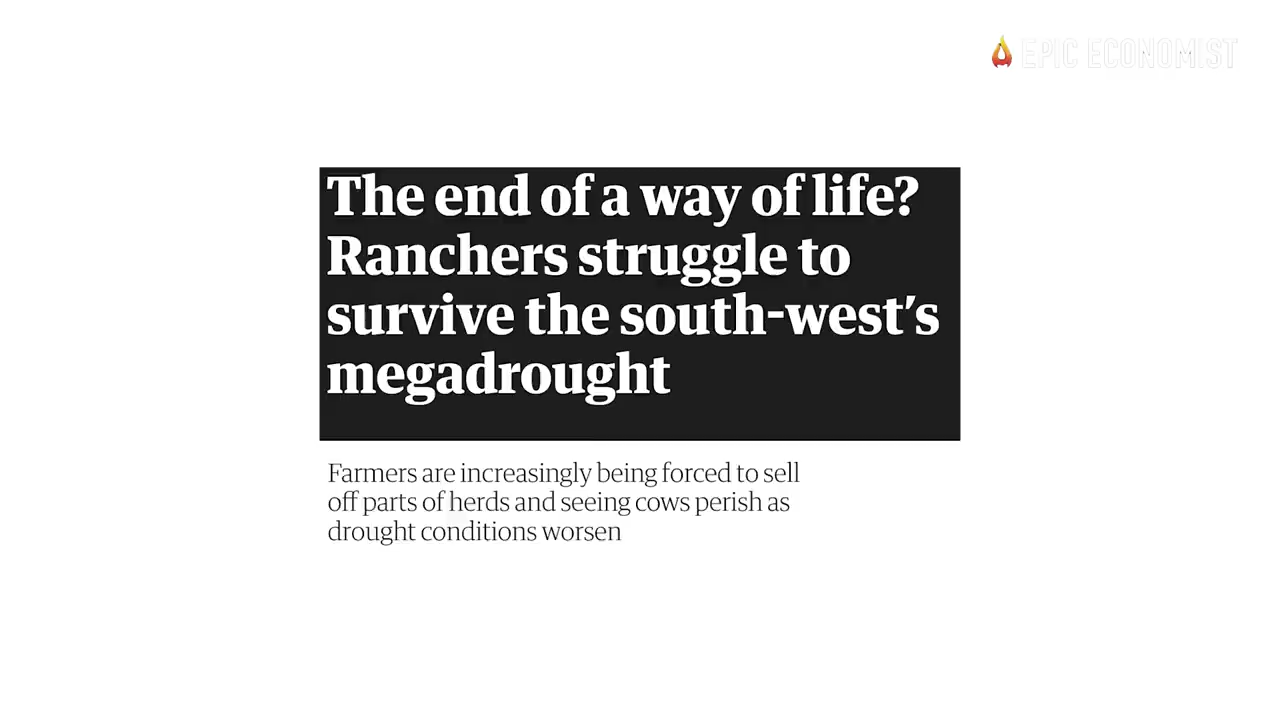 EPIC ECONOMIST
The end of a way of life?
Ranchers struggle to
survive the south-west’s
megadrought
Farmers are increasingly being forced to sell
off parts of herds and seeing cows perish as
drought conditions worsen